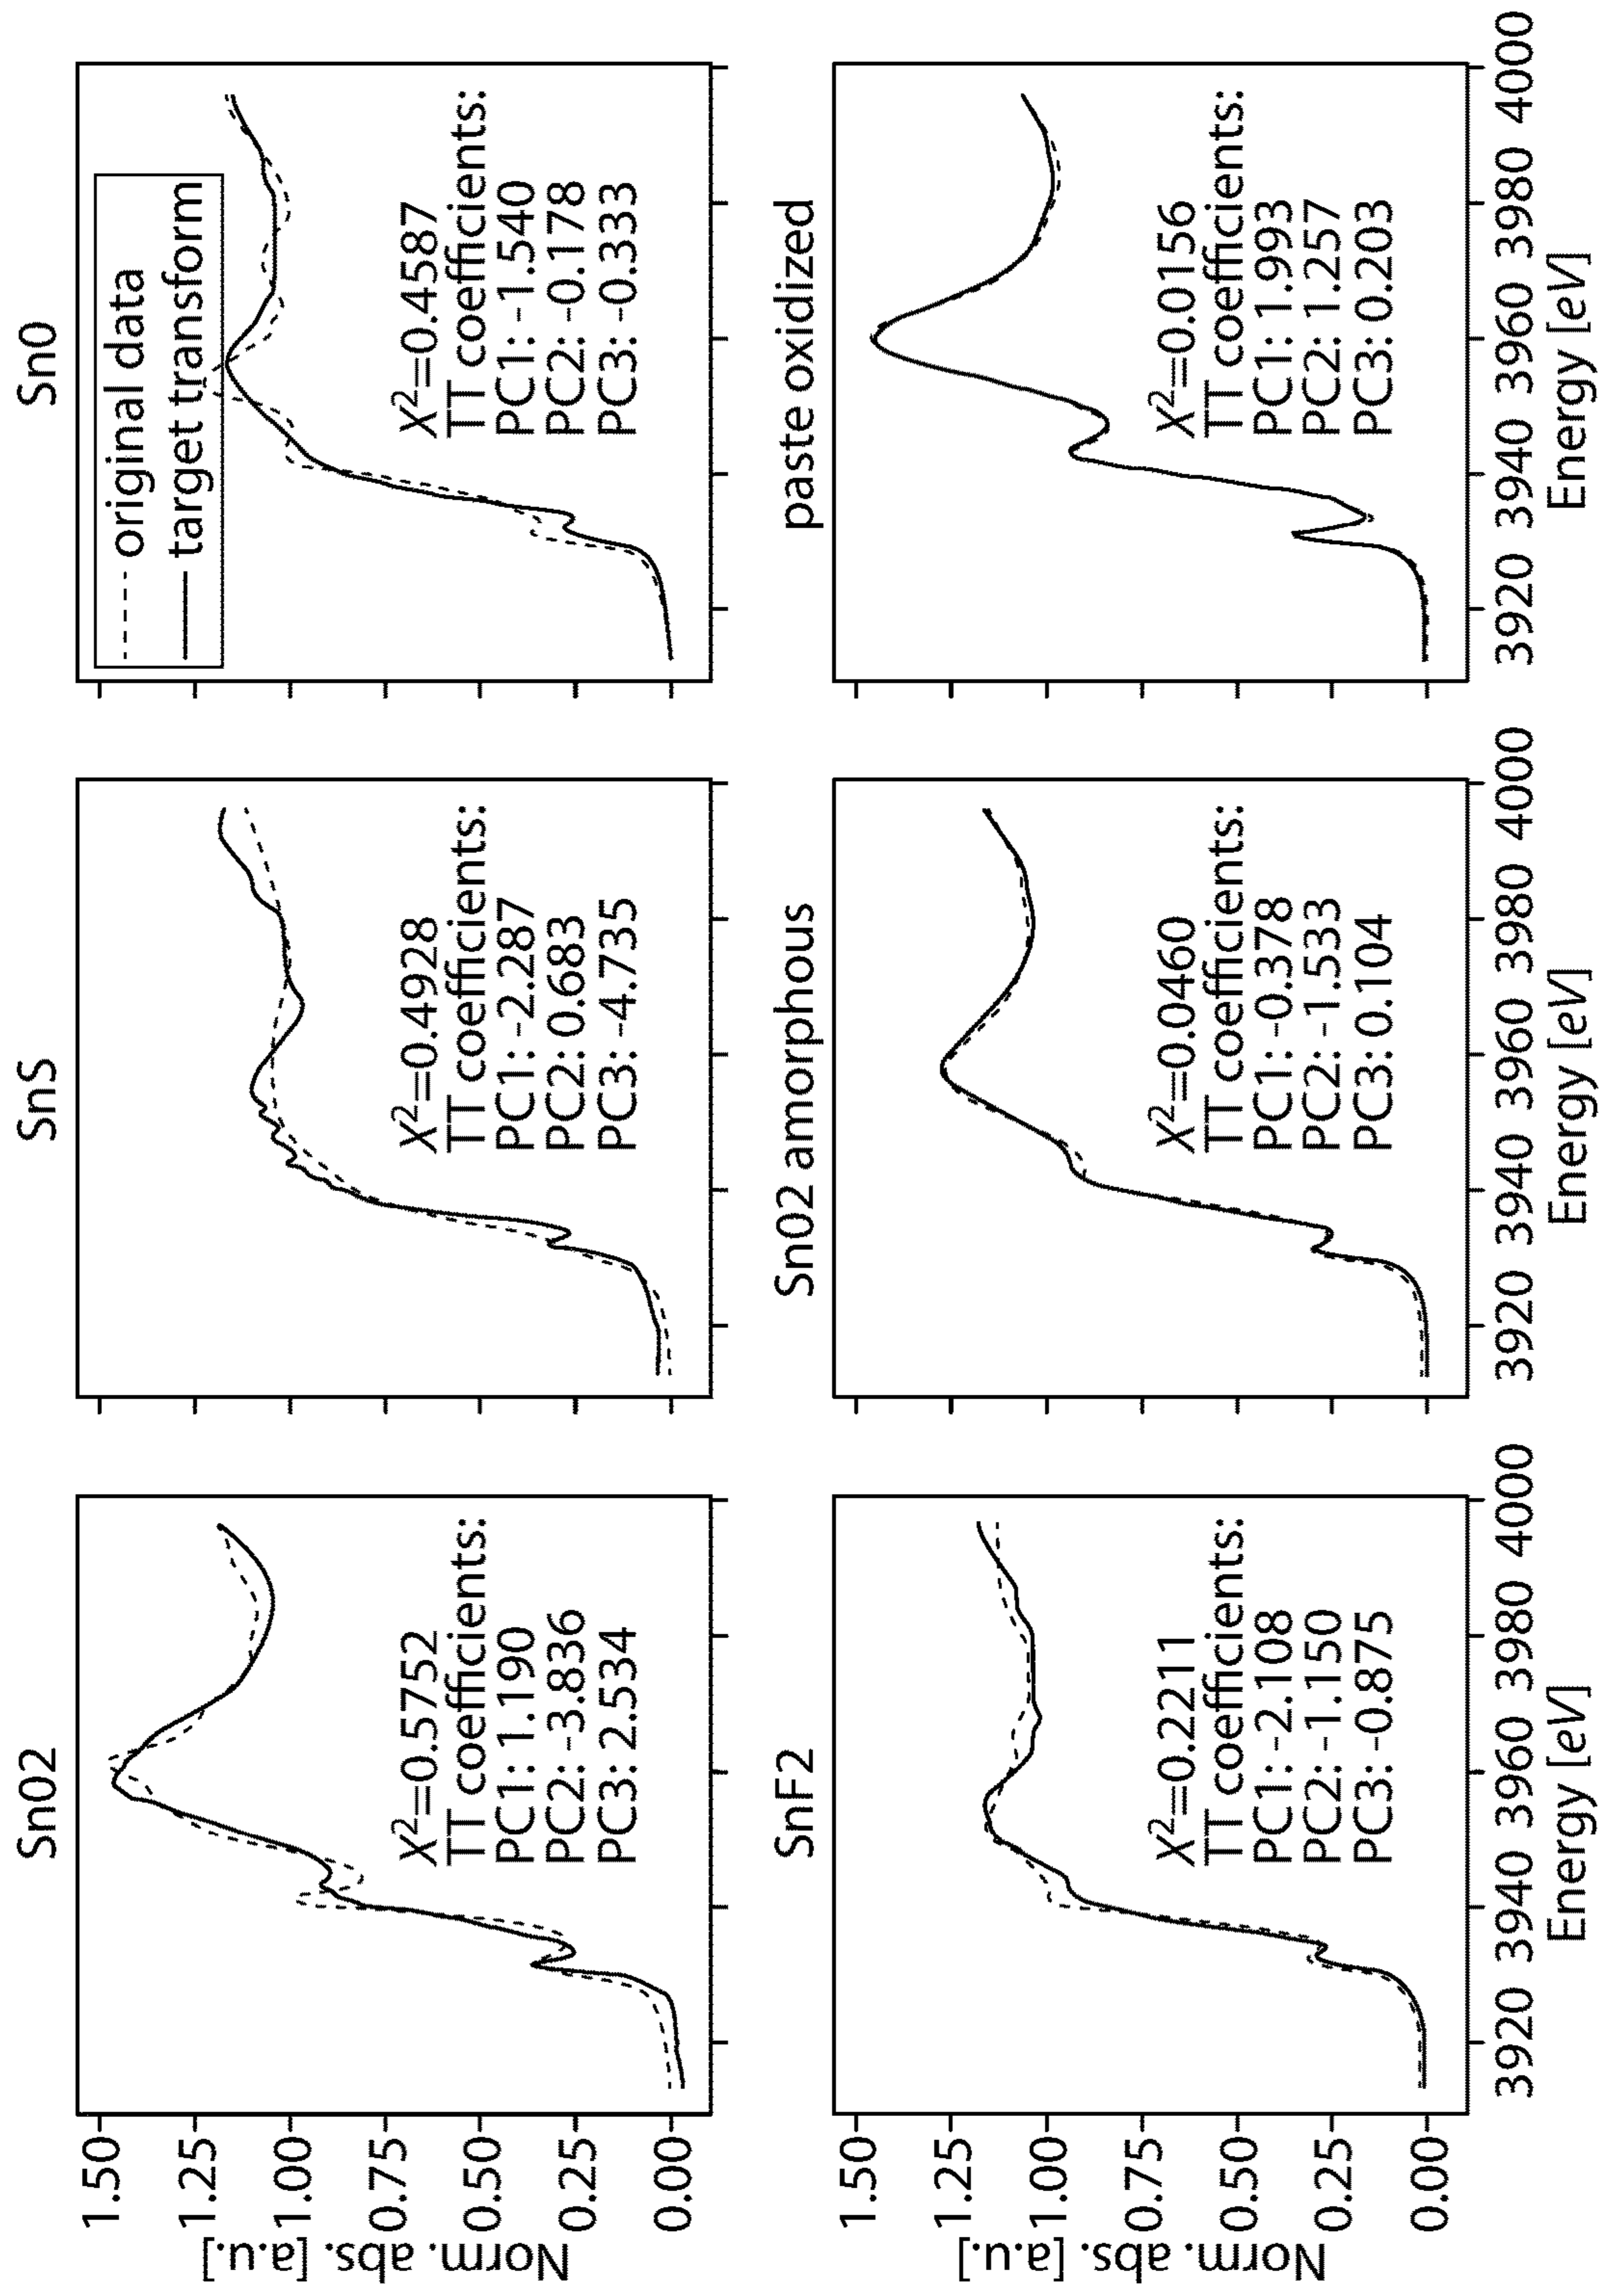 Sn02
SnS
Sn0
Norm. abs. [a.u.]
1.50
1.25
1.00
0.75
0.50
0.25
0.00
X²=0.5752
TT coefficients:
PC1: 1.190
PC2: -3.836
PC3: 2.534
X²=0.4928
TT coefficients:
PC1: -2.287
PC2: 0.683
PC3: -4.735
original data
target transform
X²=0.4587
TT coefficients:
PC1: -1.540
PC2: -0.178
PC3: -0.333
SnF2
Sn02 amorphous
paste oxidized
Norm. abs. [a.u.]
1.50
1.25
1.00
0.75
0.50
0.25
0.00
X²=0.2211
TT coefficients:
PC1: -2.108
PC2: -1.150
PC3: -0.875
X²=0.0460
TT coefficients:
PC1: -0.378
PC2: -1.533
PC3: 0.104
X²=0.0156
TT coefficients:
PC1: 1.993
PC2: 1.257
PC3: 0.203
3920 3940 3960 3980 4000
Energy [eV]
3920 3940 3960 3980 4000
Energy [eV]
3920 3940 3960 3980 4000
Energy [eV]